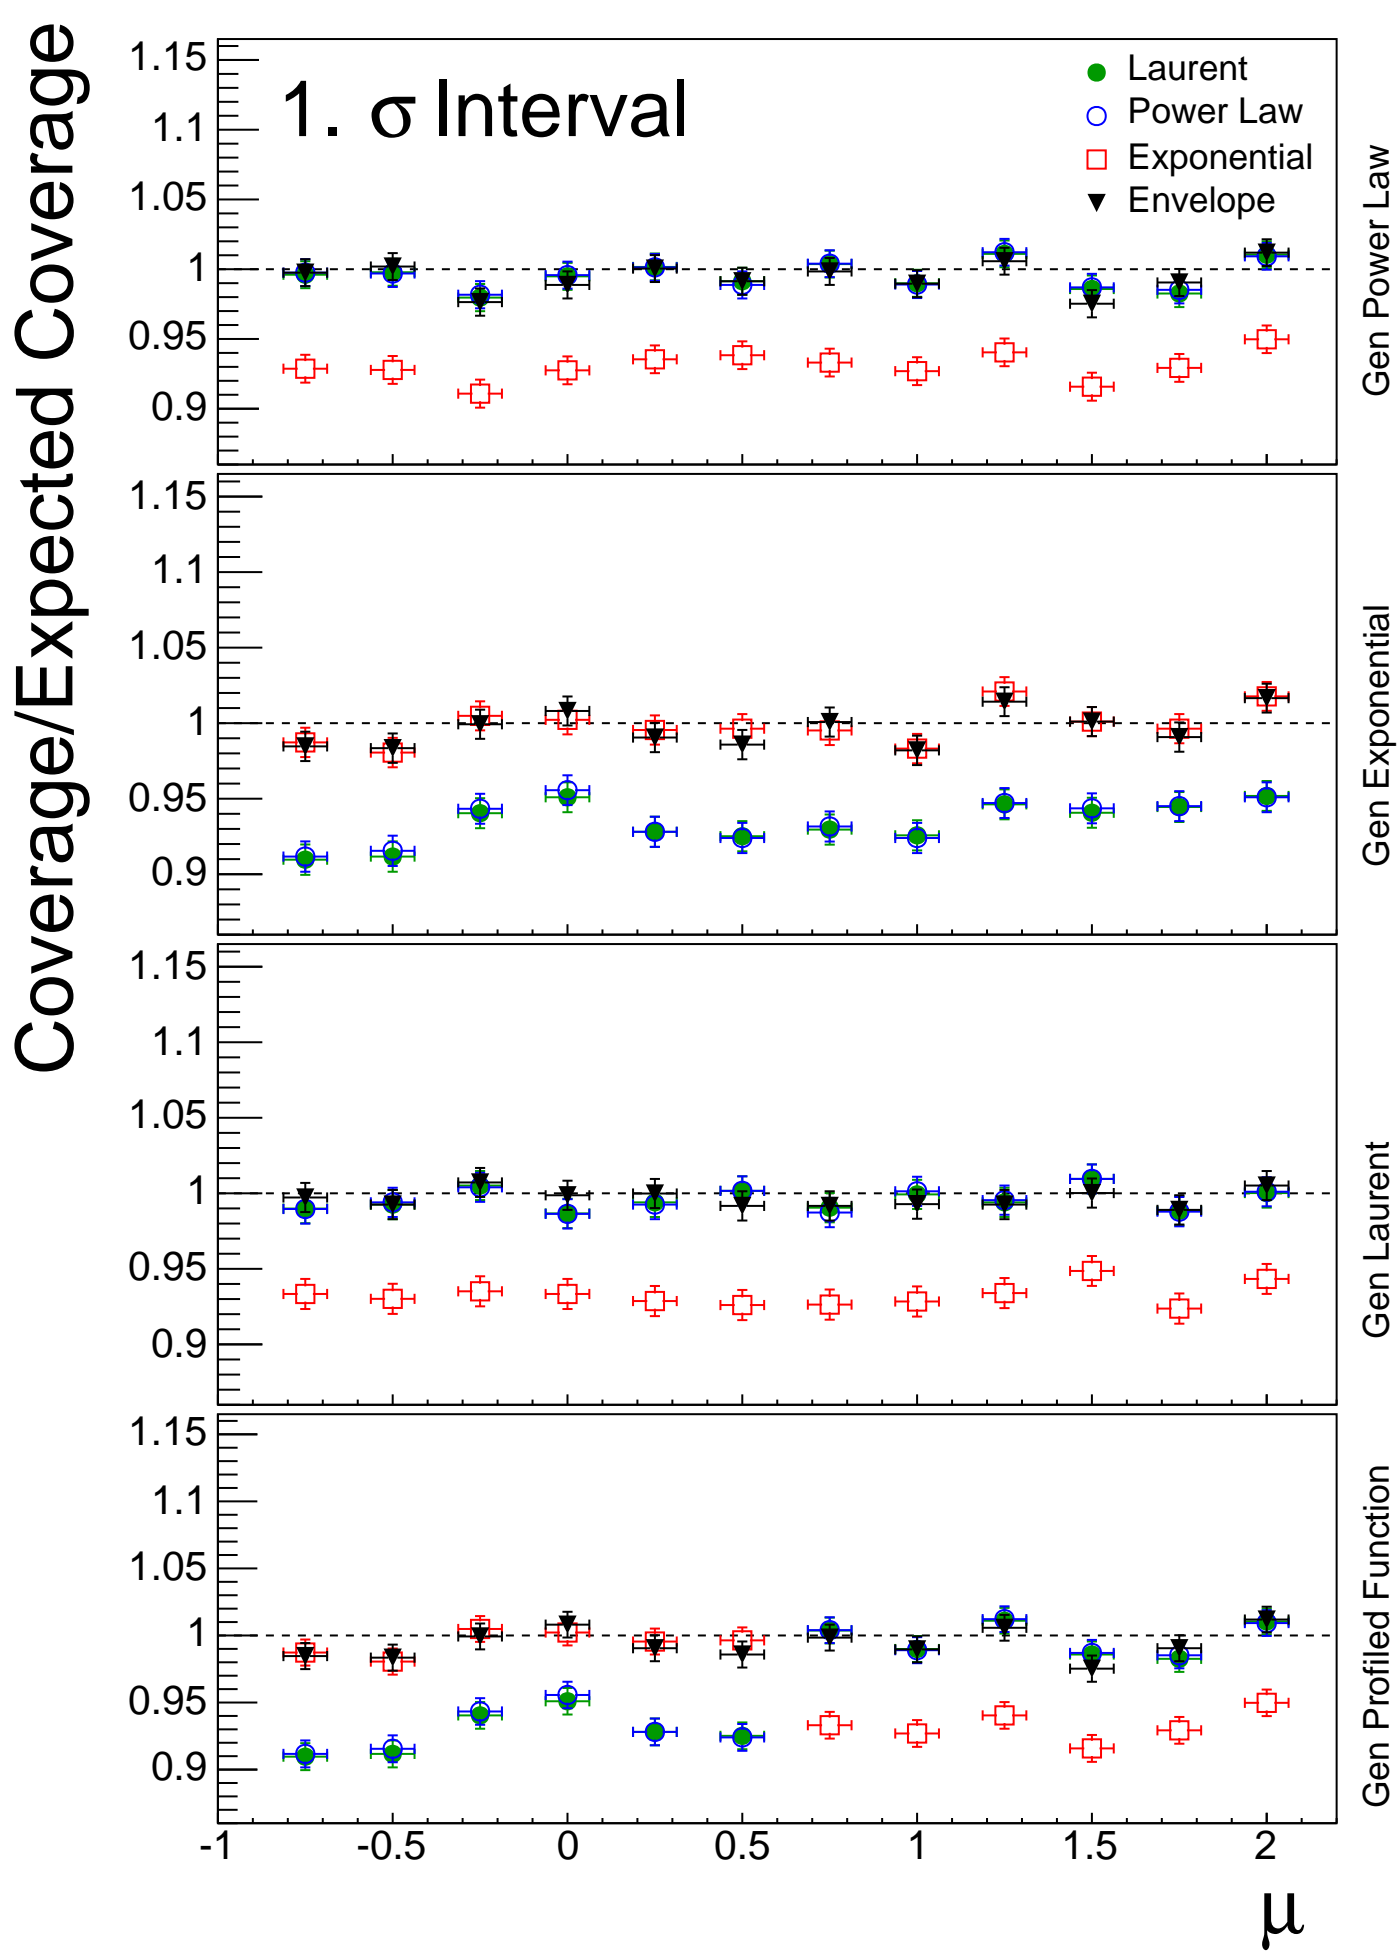 Coverage/Expected Coverage
1. σ Interval
Laurent
Power Law
Exponential
Envelope
1.15
1.1
1.05
1
0.95
0.9
Gen Power Law
1.15
1.1
1.05
1
0.95
0.9
Gen Exponential
1.15
1.1
1.05
1
0.95
0.9
Gen Laurent
1.15
1.1
1.05
1
0.95
0.9
Gen Profiled Function
-1 -0.5 0 0.5 1 1.5 2
μ